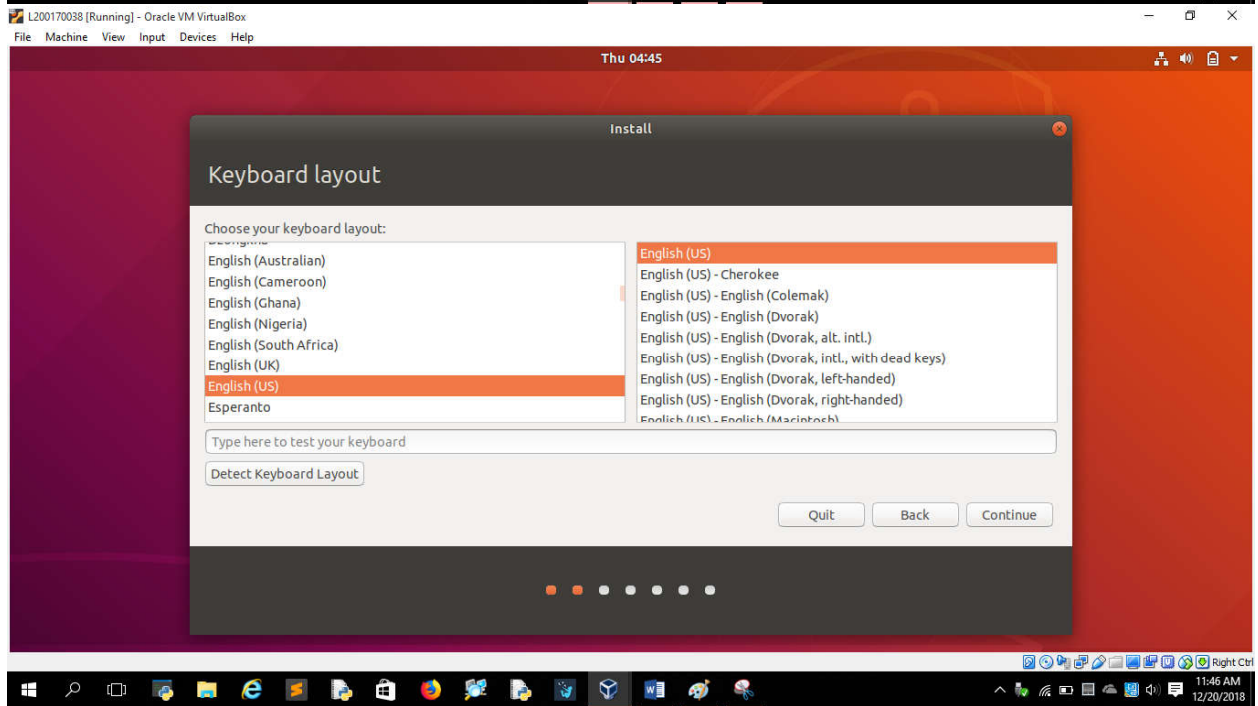 L200170038 [Running] - Oracle VM VirtualBox
File Machine View Input Devices Help
Thu 04:45
Install
Keyboard layout
Choose your keyboard layout:
English (Australian)
English (Cameroon)
English (Ghana)
English (Nigeria)
English (South Africa)
English (UK)
English (US)
Esperanto
English (US)
English (US) - Cherokee
English (US) - English (Colemak)
English (US) - English (Dvorak)
English (US) - English (Dvorak, alt. intl.)
English (US) - English (Dvorak, intl., with dead keys)
English (US) - English (Dvorak, left-handed)
English (US) - English (Dvorak, right-handed)
English (US) - English (Macintosh)
Type here to test your keyboard
Detect Keyboard Layout
Quit Back Continue
Right Ctrl
11:46 AM
12/20/2018